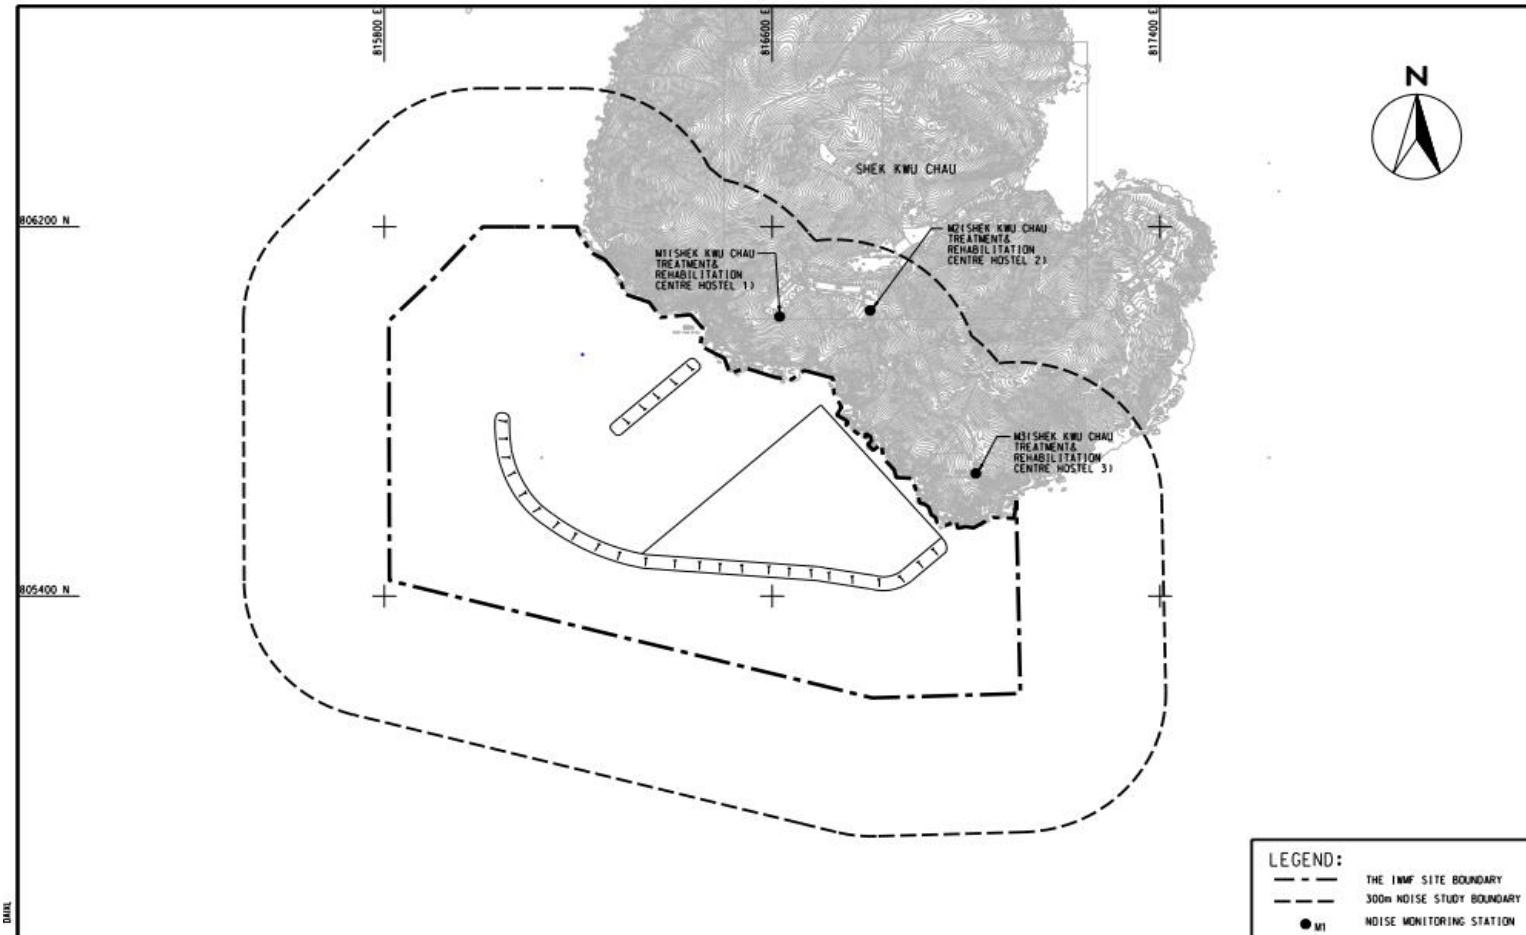 815800 E
816600 E
817400 E
N
SHEK KWU CHAU
806200 N
M1(SHEK KWU CHAU
TREATMENT&
REHABILITATION
CENTRE HOSTEL 1)
M2(SHEK KWU CHAU
TREATMENT&
REHABILITATION
CENTRE HOSTEL 2)
M3(SHEK KWU CHAU
TREATMENT&
REHABILITATION
CENTRE HOSTEL 3)
805400 N
LEGEND:
THE IWMF SITE BOUNDARY
300m NOISE STUDY BOUNDARY
M1 NOISE MONITORING STATION